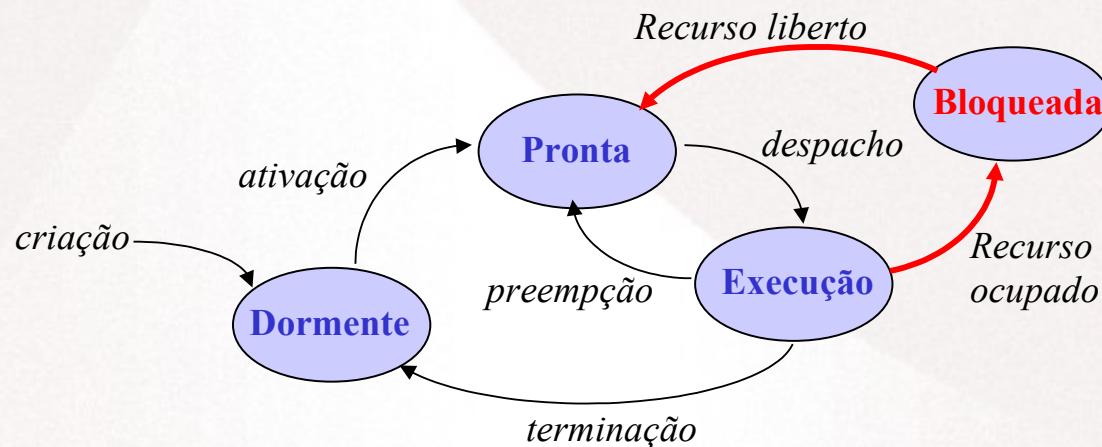 Recurso liberto
Bloqueada
Pronta
despacho
ativação
criação
Recurso
ocupado
Execução
preempção
Dormente
terminação